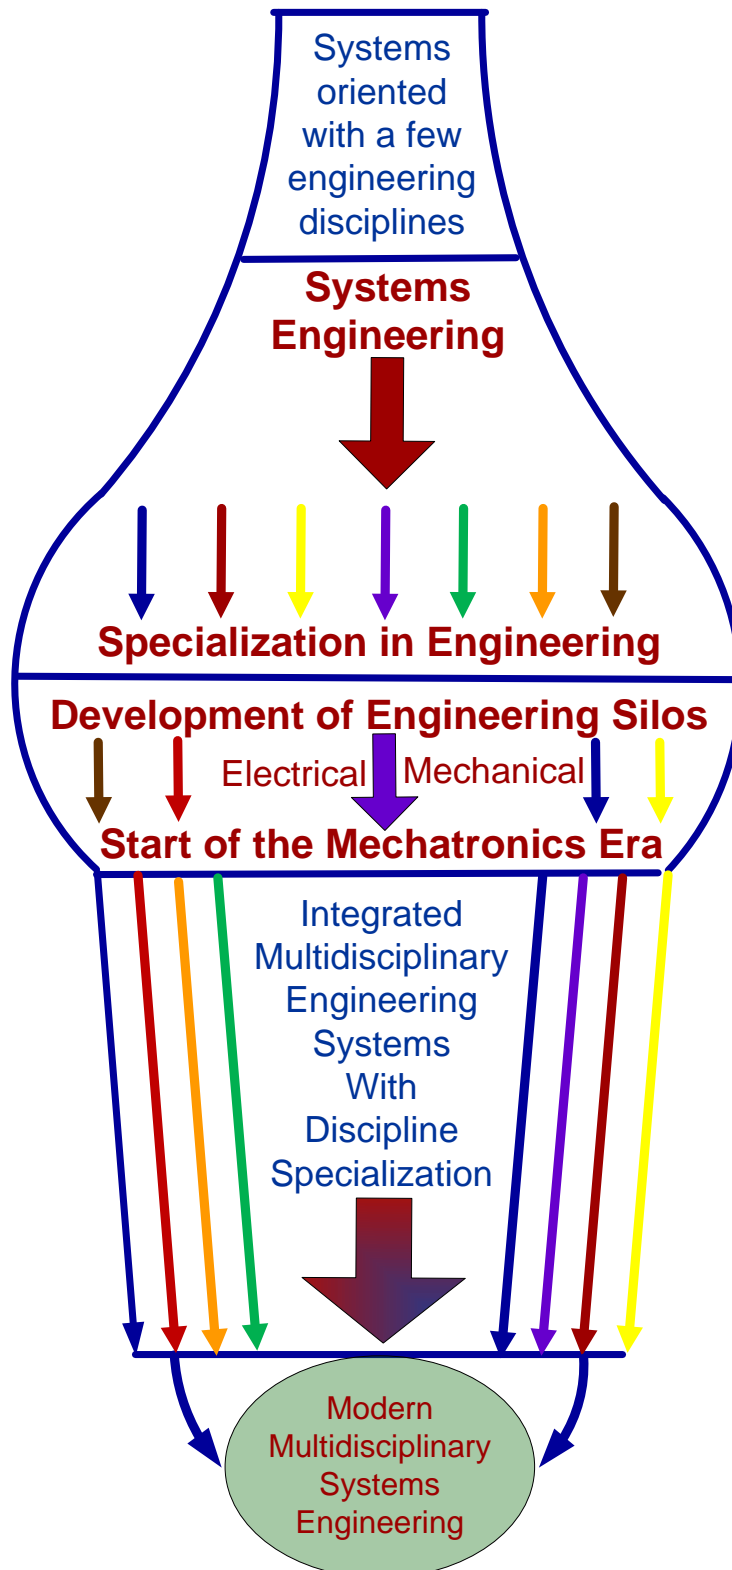 Systems
oriented
with a few
engineering
disciplines
Systems
Engineering
Specialization in Engineering
Development of Engineering Silos
Electrical Mechanical
Start of the Mechatronics Era
Integrated
Multidisciplinary
Engineering
Systems
With
Discipline
Specialization
Modern
Multidisciplinary
Systems
Engineering